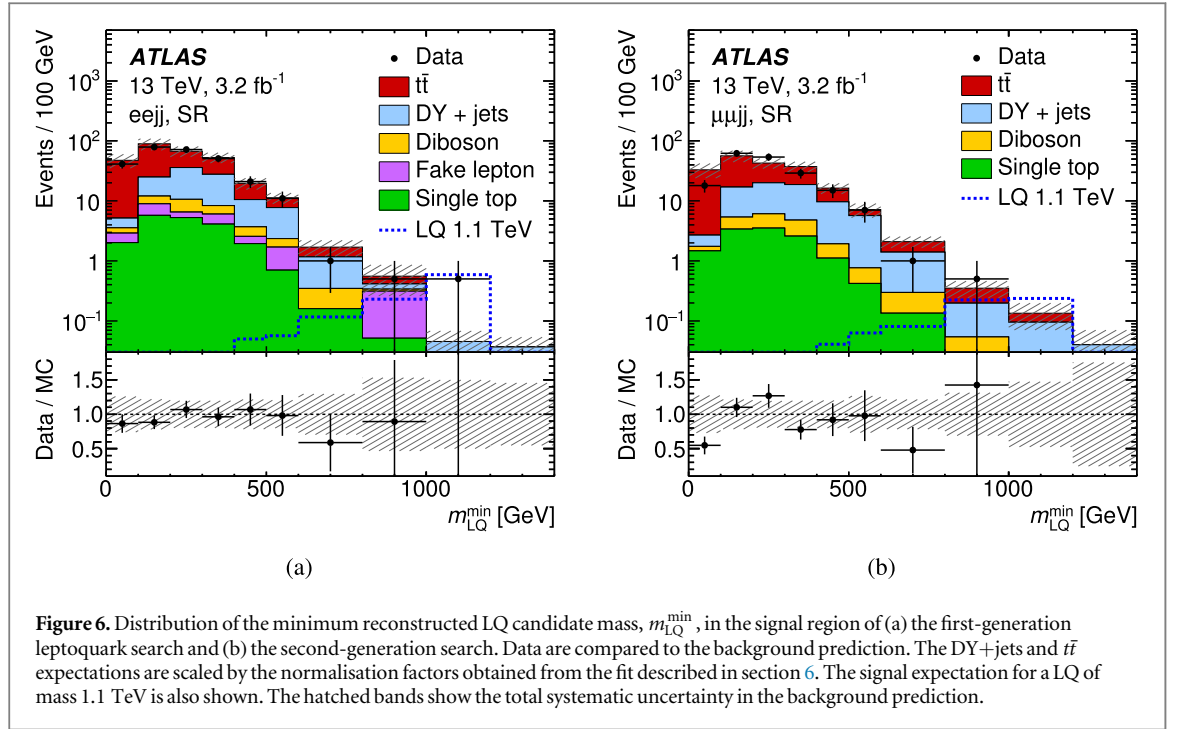 ATLAS
13 TeV, 3.2 fb⁻¹
eejj, SR
Data
tt̄
DY + jets
Diboson
Fake lepton
Single top
LQ 1.1 TeV
Events / 100 GeV
10³
10²
10
1
10⁻¹
Data / MC
1.5
1.0
0.5
0 500 1000
m_LQ^min [GeV]
(a)
ATLAS
13 TeV, 3.2 fb⁻¹
μμjj, SR
Data
tt̄
DY + jets
Diboson
Single top
LQ 1.1 TeV
Events / 100 GeV
10³
10²
10
1
10⁻¹
Data / MC
1.5
1.0
0.5
0 500 1000
m_LQ^min [GeV]
(b)
Figure 6. Distribution of the minimum reconstructed LQ candidate mass, m_LQ^min, in the signal region of (a) the first-generation
leptoquark search and (b) the second-generation search. Data are compared to the background prediction. The DY+jets and tt̄
expectations are scaled by the normalisation factors obtained from the fit described in section 6. The signal expectation for a LQ of
mass 1.1 TeV is also shown. The hatched bands show the total systematic uncertainty in the background prediction.